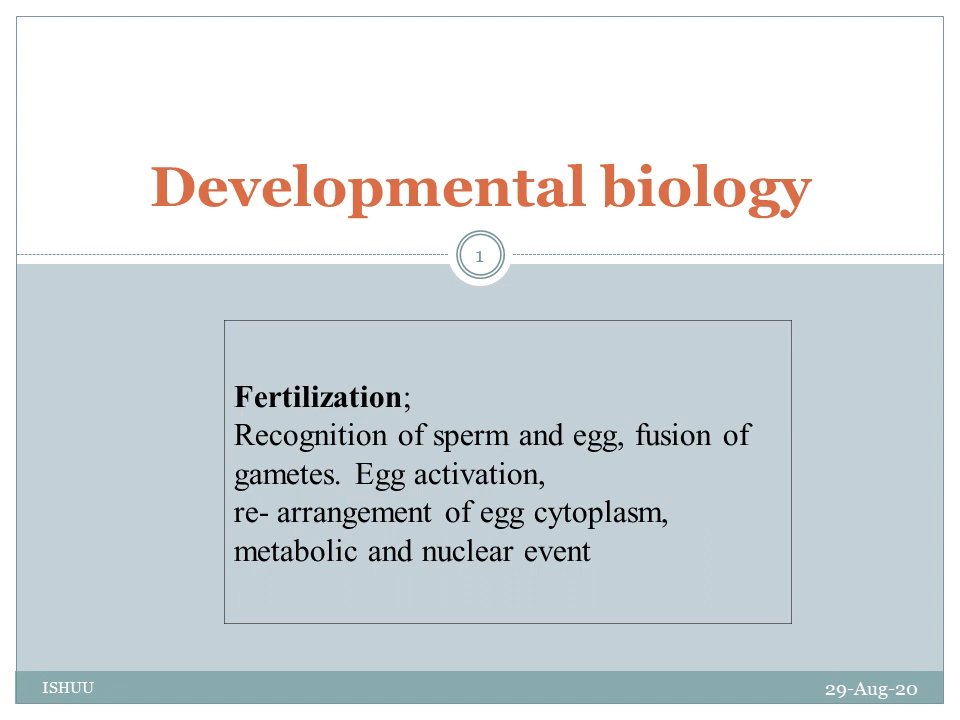 Developmental biology
1
Fertilization;
Recognition of sperm and egg, fusion of
gametes. Egg activation,
re- arrangement of egg cytoplasm,
metabolic and nuclear event
ISHUU
29-Aug-20